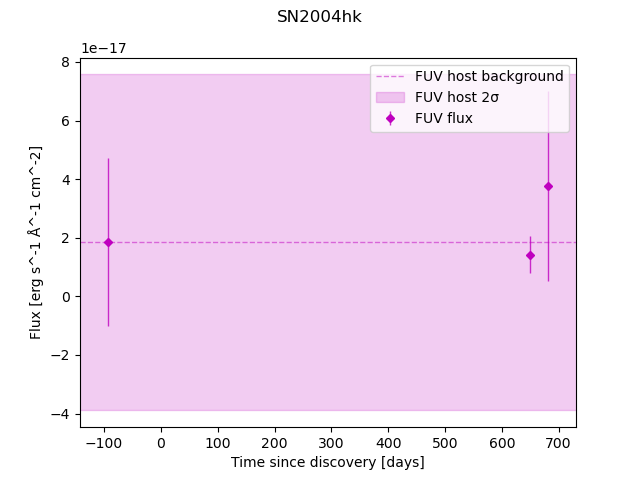 SN2004hk
1e−17
FUV host background
FUV host 2σ
FUV flux
8
6
4
2
0
−2
−4
Flux [erg s^-1 Å^-1 cm^-2]
−100 0 100 200 300 400 500 600 700
Time since discovery [days]